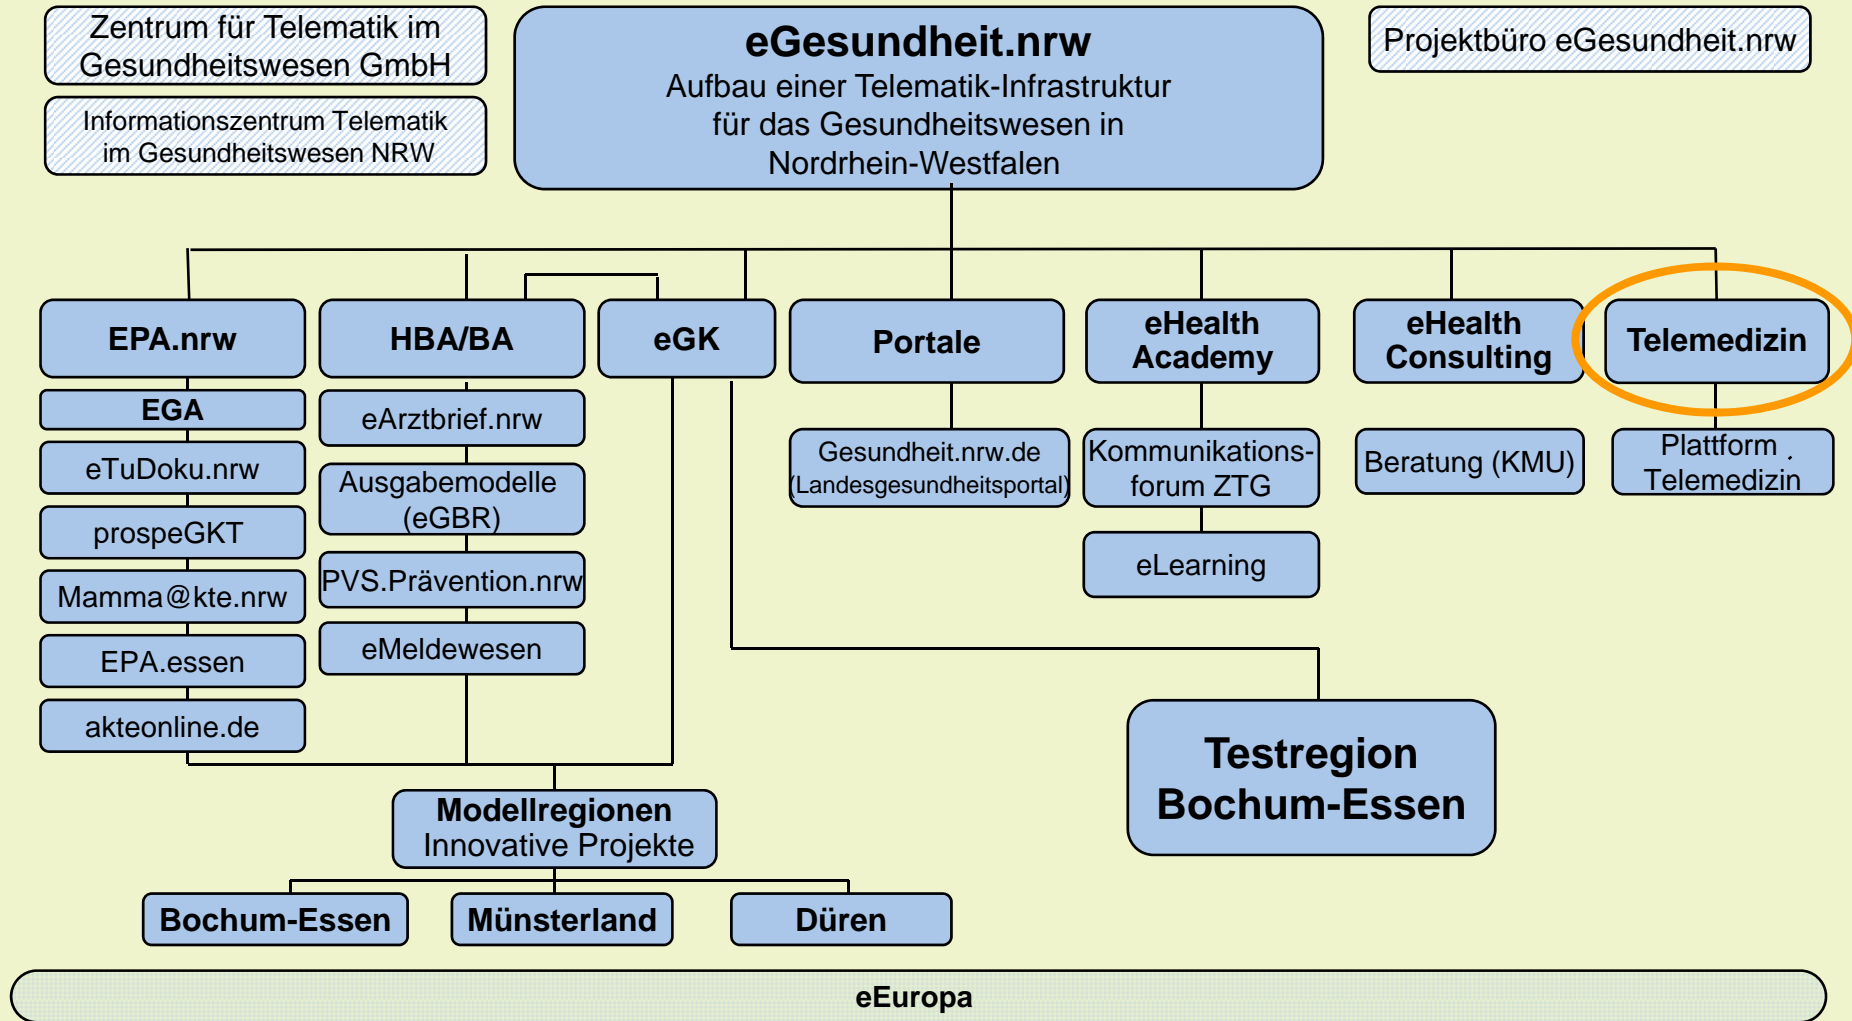 Zentrum für Telematik im
Gesundheitswesen GmbH
Informationszentrum Telematik
im Gesundheitswesen NRW
eGesundheit.nrw
Aufbau einer Telematik-Infrastruktur
für das Gesundheitswesen in
Nordrhein-Westfalen
Projektbüro eGesundheit.nrw
EPA.nrw
HBA/BA
eGK
Portale
eHealth
Academy
eHealth
Consulting
Telemedizin
EGA
eTuDoku.nrw
prospeGKT
Mamma@kte.nrw
EPA.essen
akteonline.de
eArztbrief.nrw
Ausgabemodelle
(eGBR)
PVS.Prävention.nrw
eMeldewesen
Gesundheit.nrw.de
(Landesgesundheitsportal)
Kommunikations-
forum ZTG
eLearning
Beratung (KMU)
Plattform
Telemedizin
Testregion
Bochum-Essen
Modellregionen
Innovative Projekte
Bochum-Essen
Münsterland
Düren
eEuropa